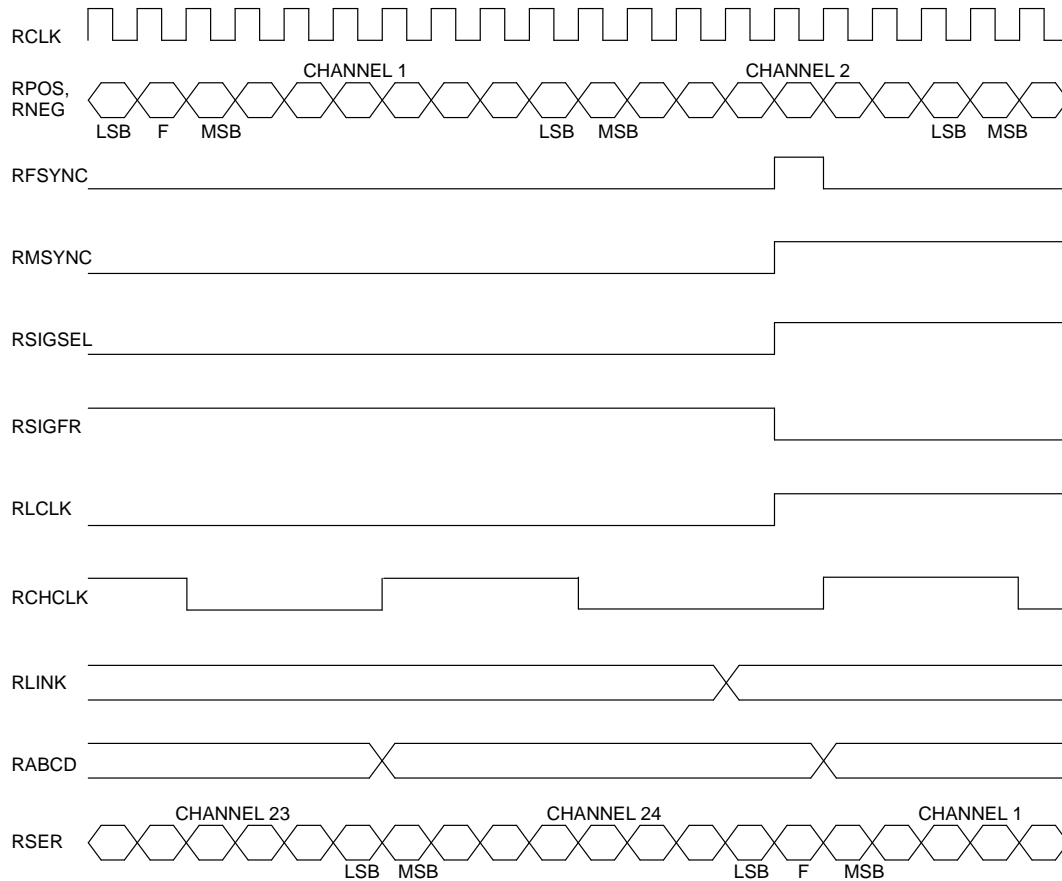 RCLK
CHANNEL 1 CHANNEL 2
RPOS,
RNEG
LSB F MSB LSB MSB LSB MSB
RFSYNC
RMSYNC
RSIGSEL
RSIGFR
RLCLK
RCHCLK
RLINK
RABCD
CHANNEL 23 CHANNEL 24 CHANNEL 1
RSER
LSB MSB LSB F MSB